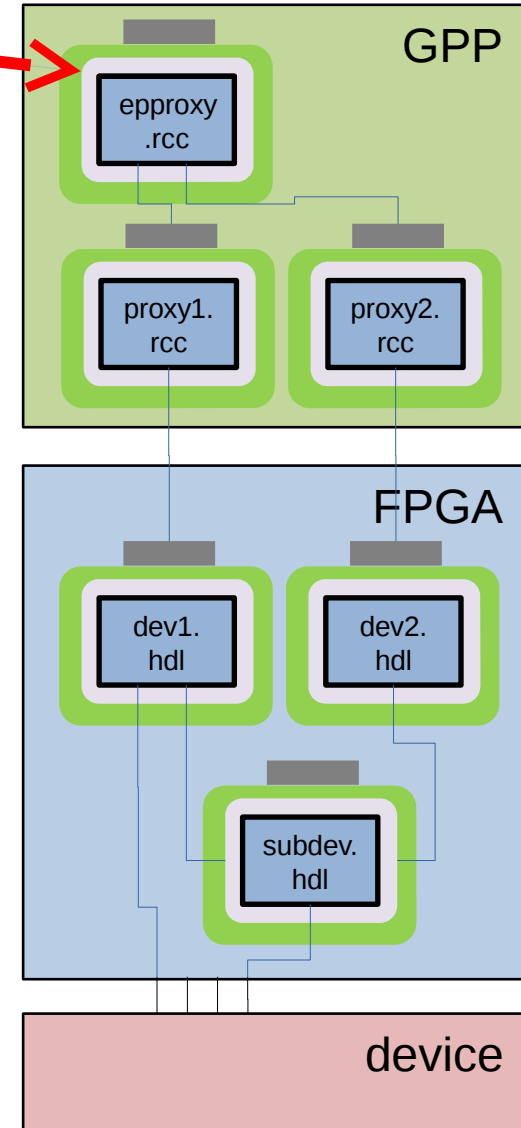 GPP
epproxy
.rcc
proxy1.
rcc
proxy2.
rcc
FPGA
dev1.
hdl
dev2.
hdl
subdev.
hdl
device